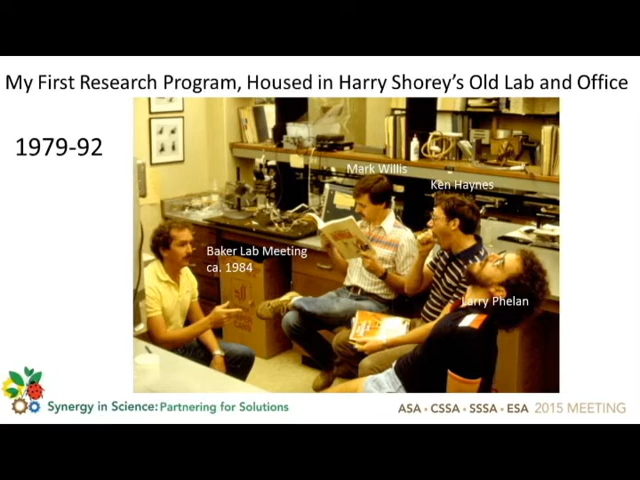 My First Research Program, Housed in Harry Shorey's Old Lab and Office
1979-92
Mark Willis
Ken Haynes
Baker Lab Meeting
ca. 1984
Larry Phelan
Synergy in Science: Partnering for Solutions
ASA • CSSA • SSSA • ESA 2015 MEETING